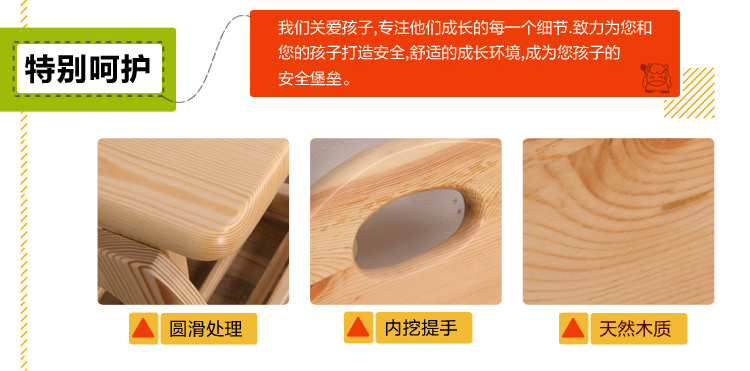 特别呵护
我们关爱孩子,专注他们成长的每一个细节.致力为您和
您的孩子打造安全,舒适的成长环境,成为您孩子的
安全堡垒。
圆滑处理
内挖提手
天然木质